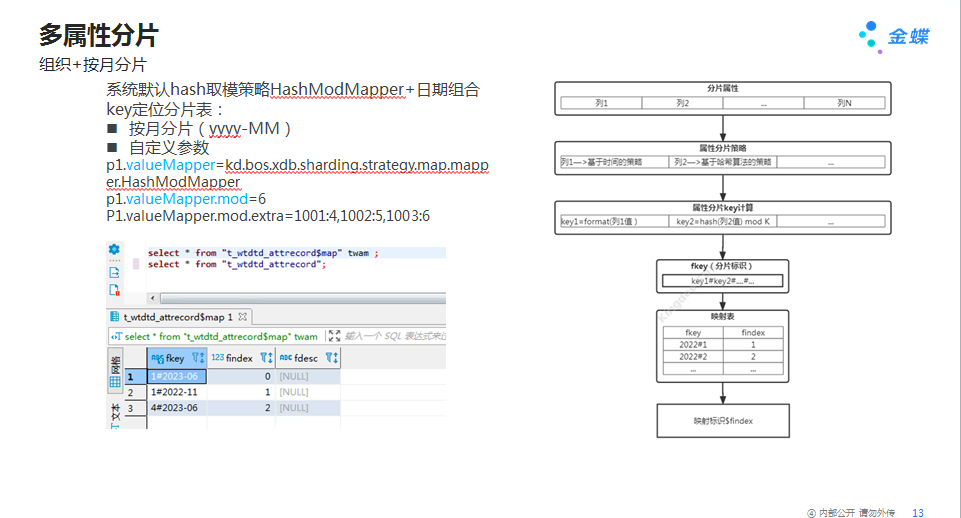 多属性分片
金蝶
组织+按月分片
系统默认hash取模策略HashModMapper+日期组合
key定位分片表：
■ 按月分片（yyyy-MM）
■ 自定义参数
p1.valueMapper=kd.bos.xdb.sharding.strategy.map.mapp
er.HashModMapper
p1.valueMapper.mod=6
P1.valueMapper.mod.extra=1001:4,1002:5,1003:6
select * from "t_wtdtd_attrecord$map" twam ;
select * from "t_wtdtd_attrecord";
t_wtdtd_attrecord$map 1
select * from "t_wtdtd_attrecord$map" twam
输入一个 SQL 表达式来过
网格
文本
ABC fkey 123 findex ABC fdesc
1 1#2023-06 0 [NULL]
2 1#2022-11 1 [NULL]
3 4#2023-06 2 [NULL]
分片属性
列1 列2 ... 列N
属性分片策略
列1—>基于时间的策略 列2—>基于哈希算法的策略 ...
属性分片key计算
key1=format(列1值 ) key2=hash(列2值) mod K ...
fkey（分片标识）
key1#key2#....#...
映射表
fkey findex
2022#1 1
2022#2 2
... ...
映射标识$findex
④ 内部公开 请勿外传 13